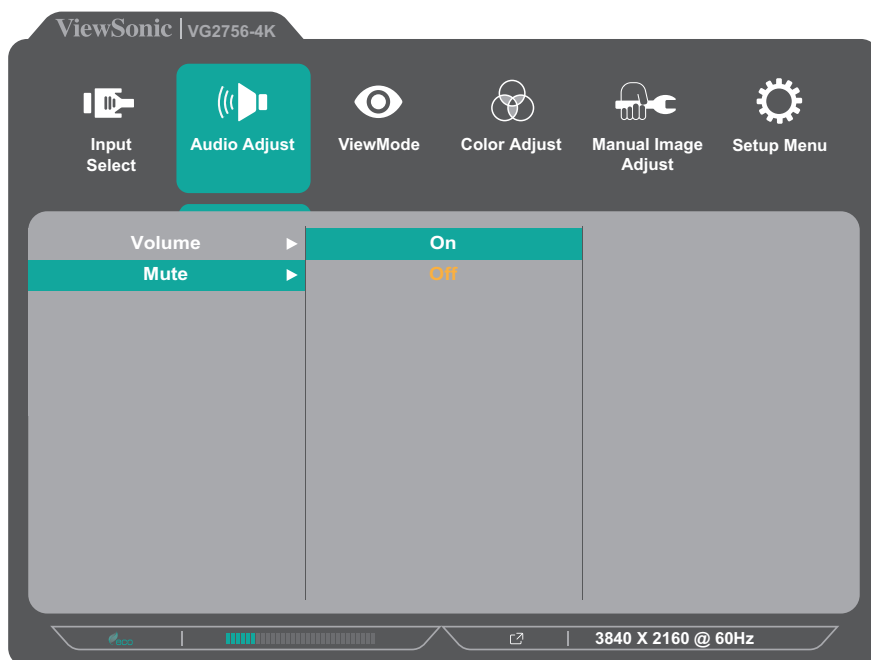 ViewSonic | VG2756-4K
Input
Select
Audio Adjust
ViewMode
Color Adjust
Manual Image
Adjust
Setup Menu
Volume
On
Mute
Off
eco
3840 X 2160 @ 60Hz